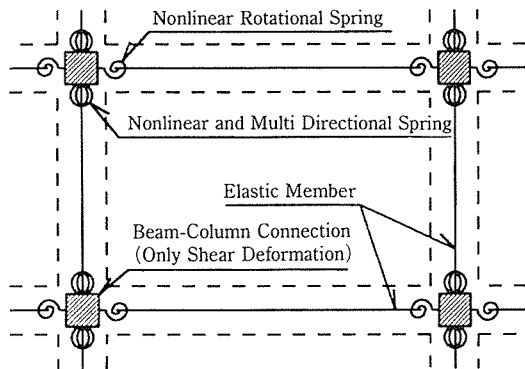 Nonlinear Rotational Spring
Nonlinear and Multi Directional Spring
Elastic Member
Beam-Column Connection
(Only Shear Deformation)